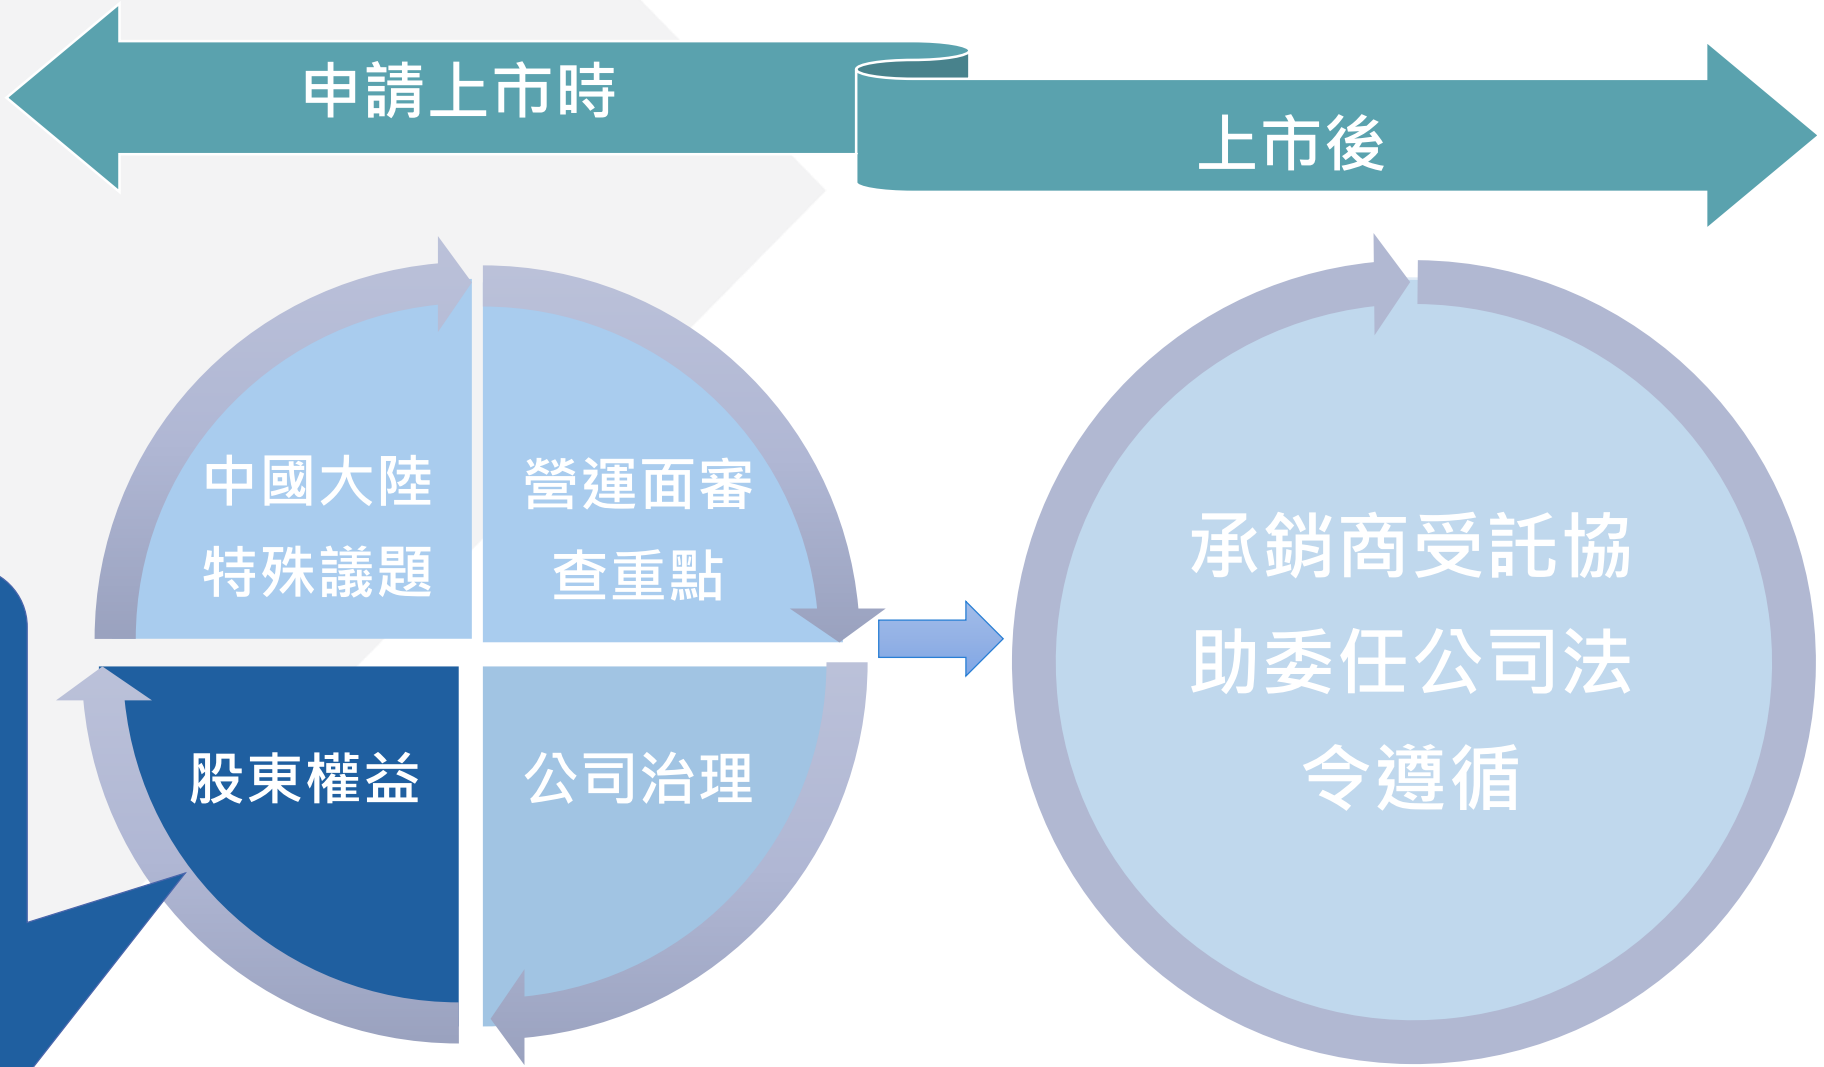 申請上市時
上市後
中國大陸
特殊議題
營運面審
查重點
股東權益
公司治理
承銷商受託協
助委任公司法
令遵循